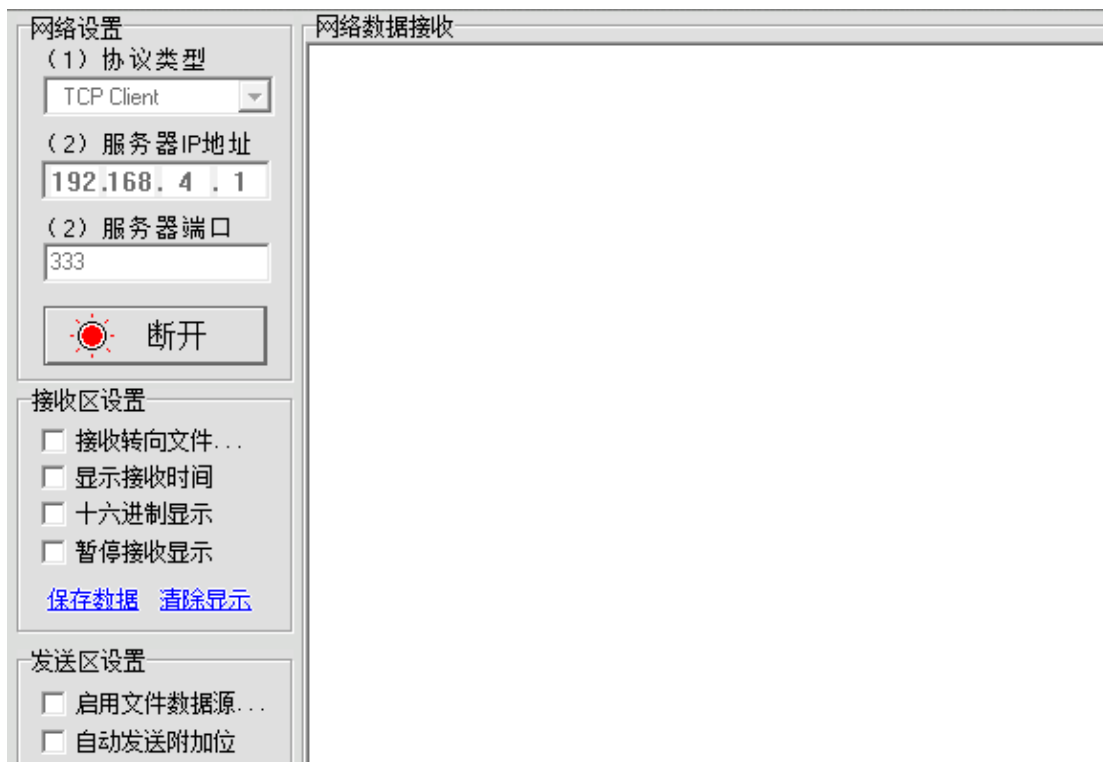 网络设置
（1）协议类型
TCP Client
（2）服务器IP地址
192.168.4.1
（2）服务器端口
333
断开
接收区设置
接收转向文件...
显示接收时间
十六进制显示
暂停接收显示
保存数据 清除显示
发送区设置
启用文件数据源...
自动发送附加位
网络数据接收